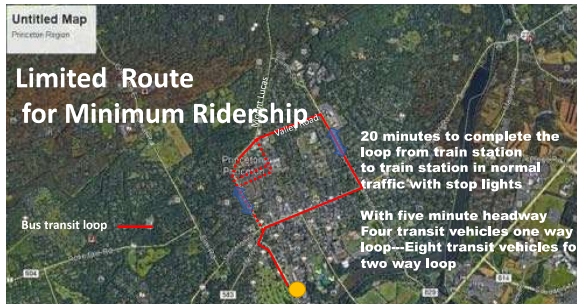 Untitled Map
Princeton Region
Limited Route
for Minimum Ridership
Valley Road
Princeton
Princeton
20 minutes to complete the
loop from train station
to train station in normal
traffic with stop lights
Bus transit loop
With five minute headway
Four transit vehicles one way
loop---Eight transit vehicles fo
two way loop
604
583